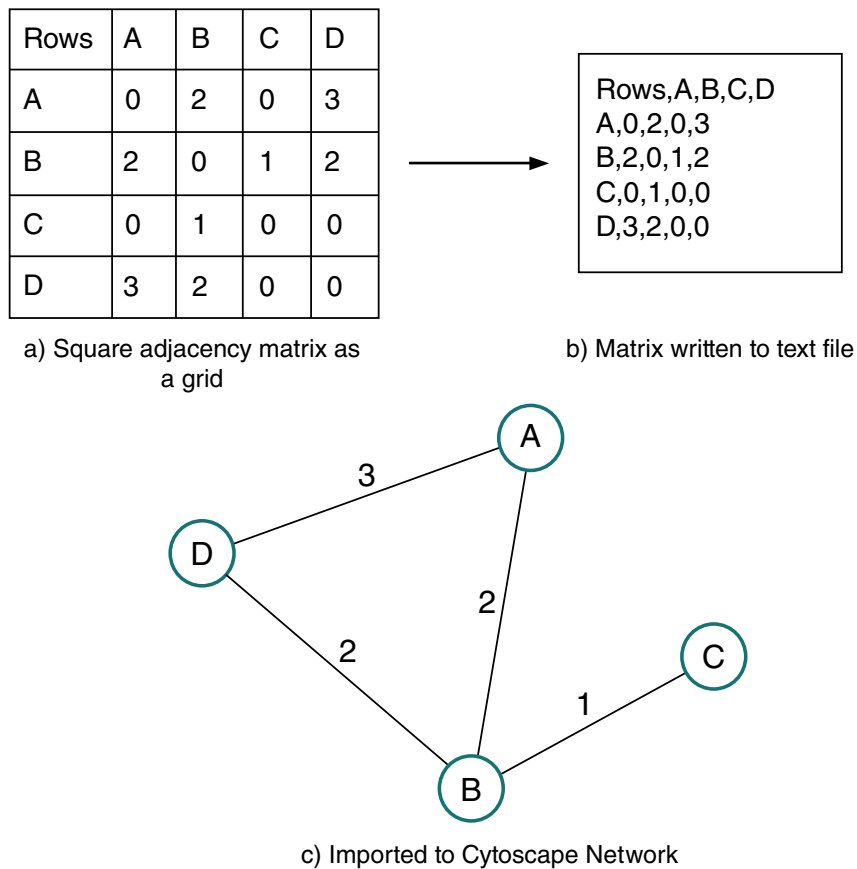 Rows A B C D
A 0 2 0 3
B 2 0 1 2
C 0 1 0 0
D 3 2 0 0
a) Square adjacency matrix as
a grid
Rows,A,B,C,D
A,0,2,0,3
B,2,0,1,2
C,0,1,0,0
D,3,2,0,0
b) Matrix written to text file
A
3
D
2
2
C
1
B
c) Imported to Cytoscape Network